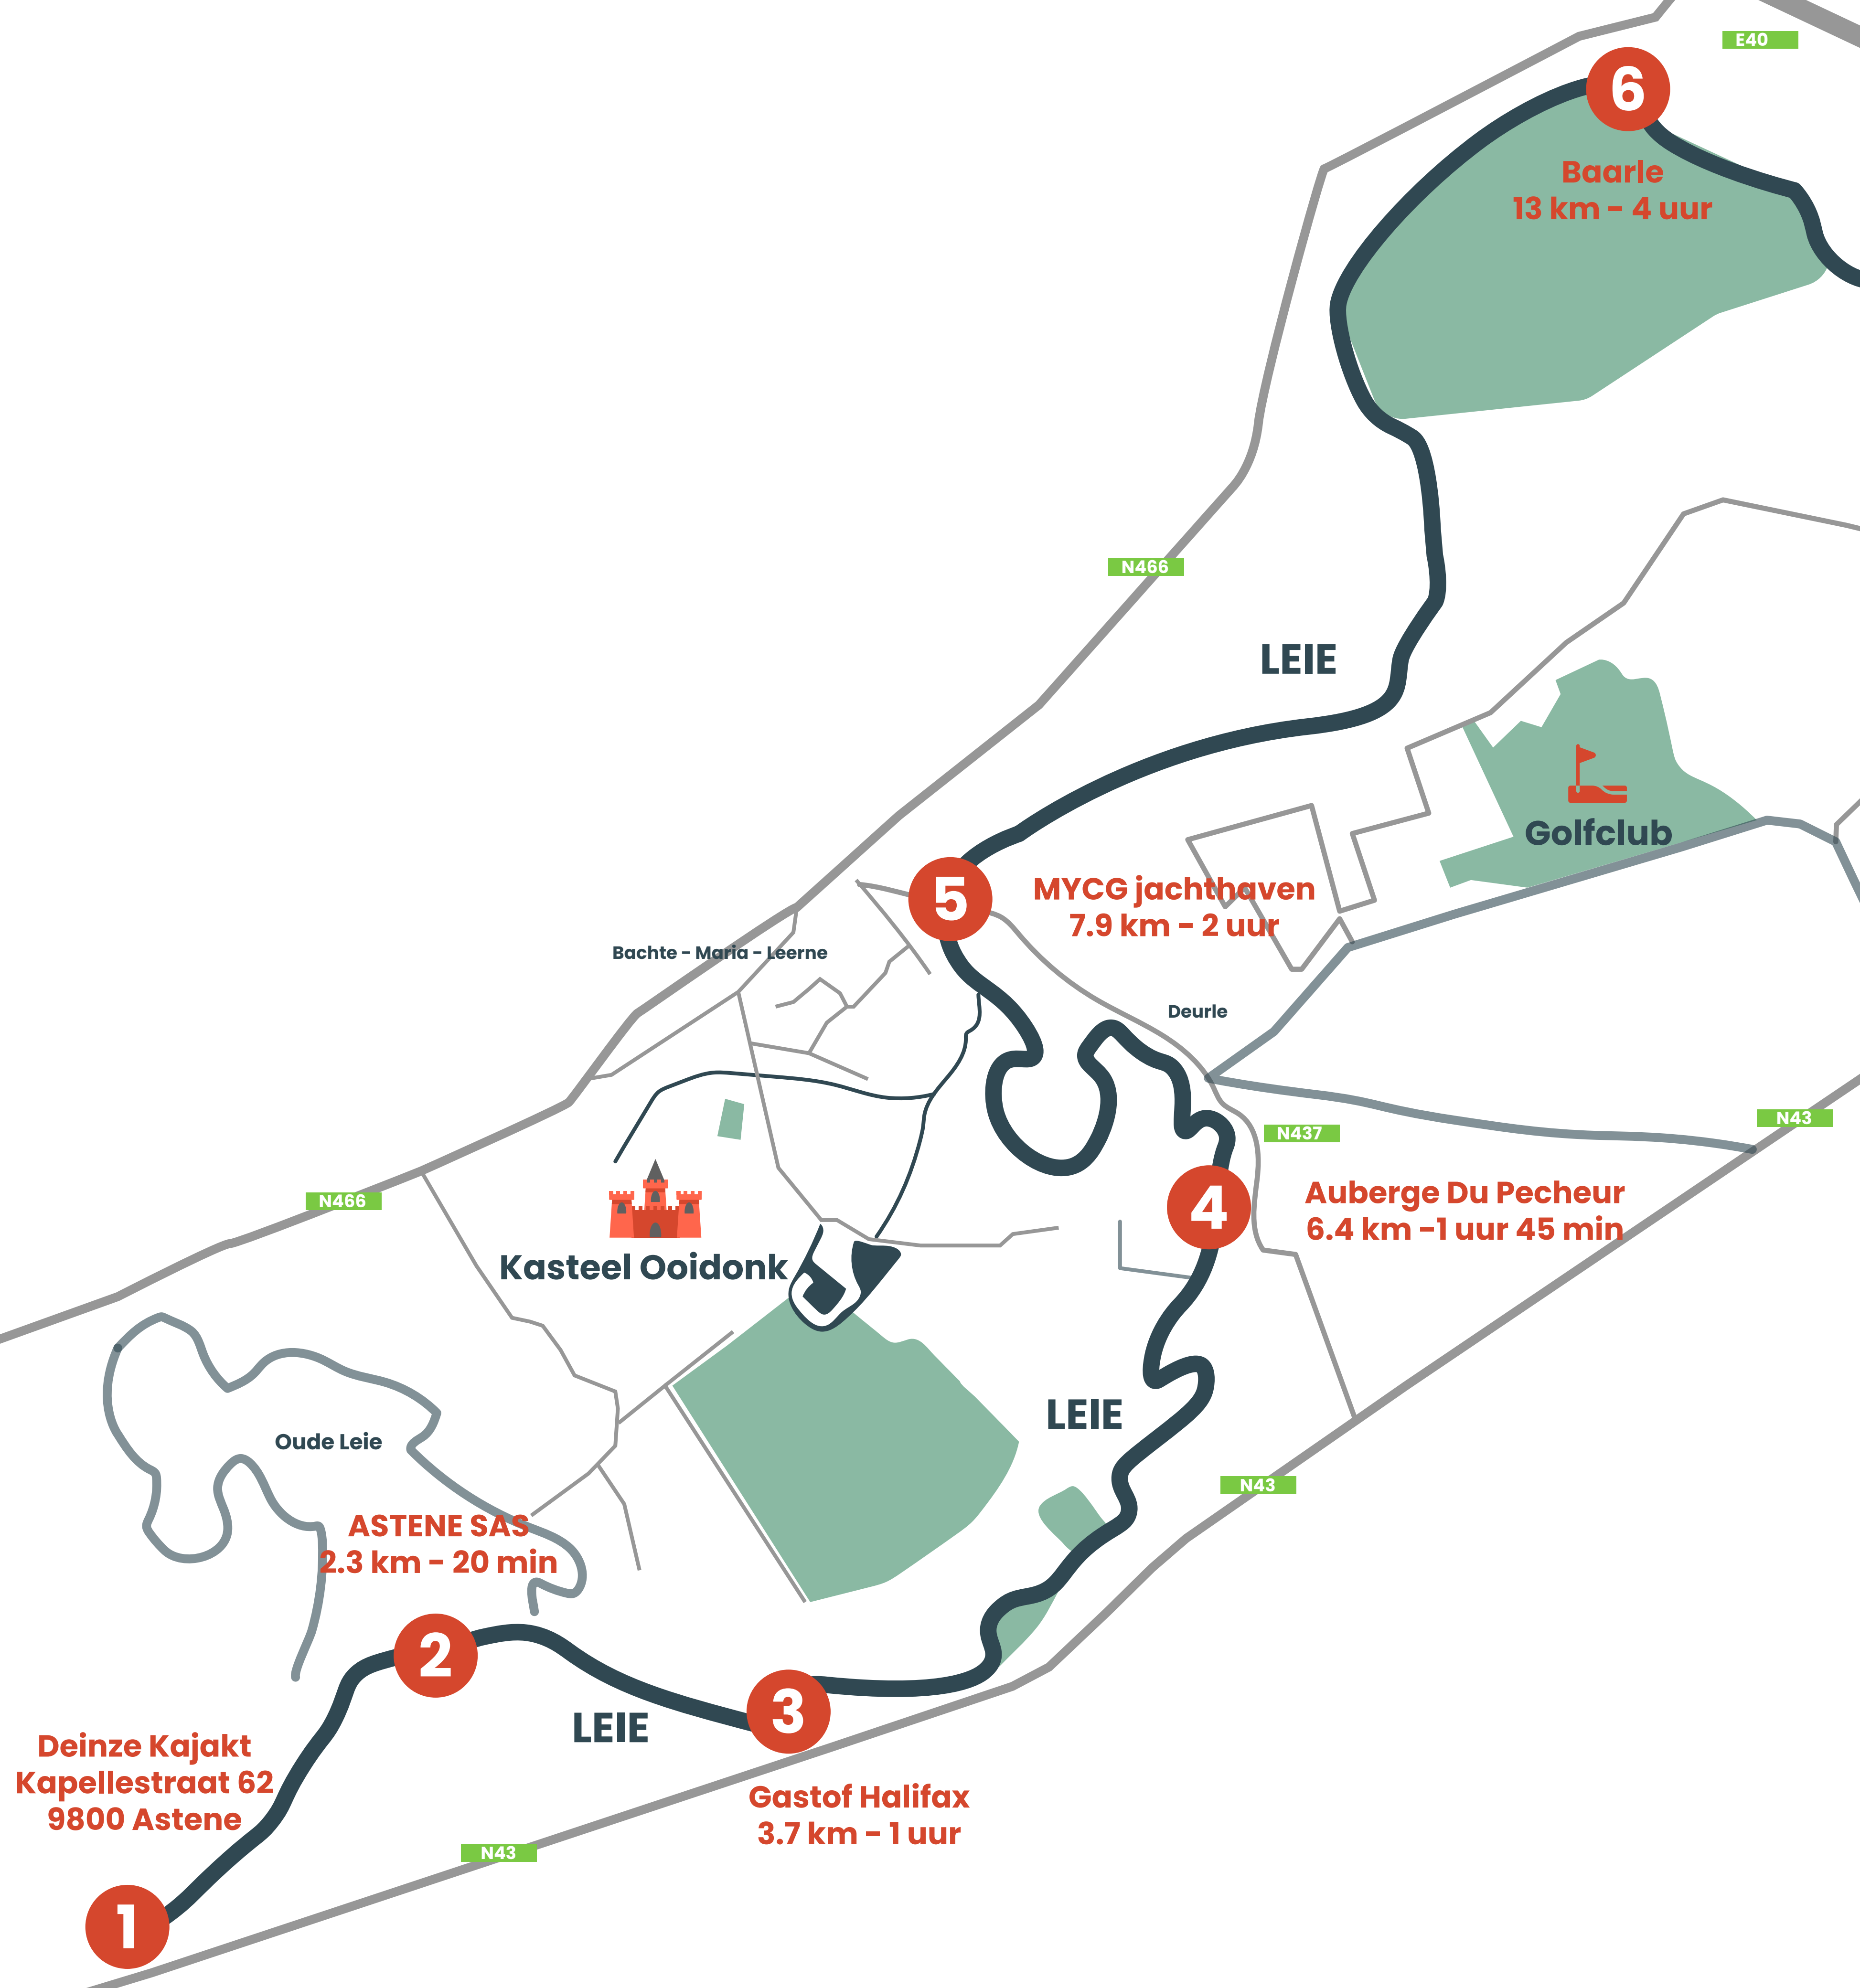 E40
6
Baarle
13 km - 4 uur
N466
LEIE
Golfclub
5
MYCG jachthaven
7.9 km - 2 uur
Bachte - Maria - Leerne
Deurle
N43
N437
4
Auberge Du Pecheur
6.4 km -1 uur 45 min
N466
Kasteel Ooidonk
LEIE
Oude Leie
N43
ASTENE SAS
2.3 km - 20 min
2
3
LEIE
Deinze Kajakt
Kapellestraat 62
9800 Astene
Gastof Halifax
3.7 km - 1 uur
N43
1